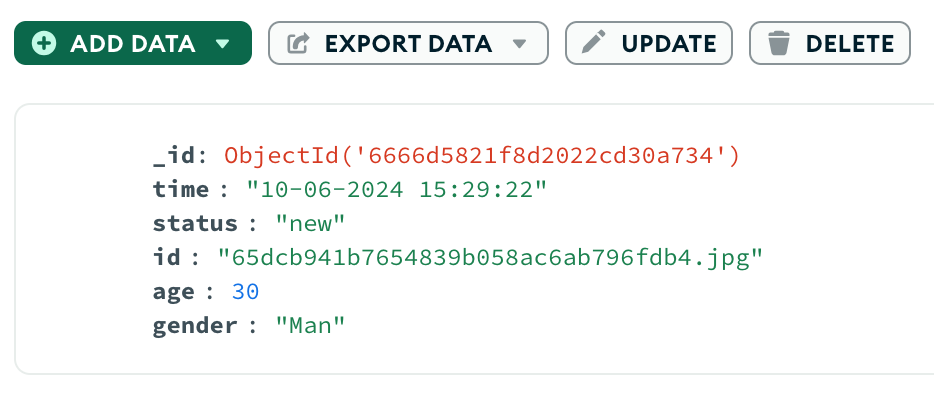 ADD DATA EXPORT DATA UPDATE DELETE
_id: ObjectId('6666d5821f8d2022cd30a734')
time : "10-06-2024 15:29:22"
status : "new"
id : "65dcb941b7654839b058ac6ab796fdb4.jpg"
age : 30
gender : "Man"